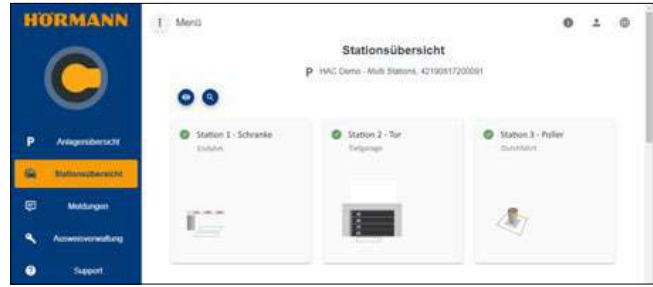 HÖRMANN
Menü
Stationsübersicht
P HAC Demo - Multi Stations, 42190817200091
P Anlagenübersicht
Stationsübersicht
Meldungen
Ausweisverwaltung
Support
Station 1 - Schranke
Einfahrt
Station 2 - Tor
Tiefgarage
Station 3 - Poller
Durchfahrt